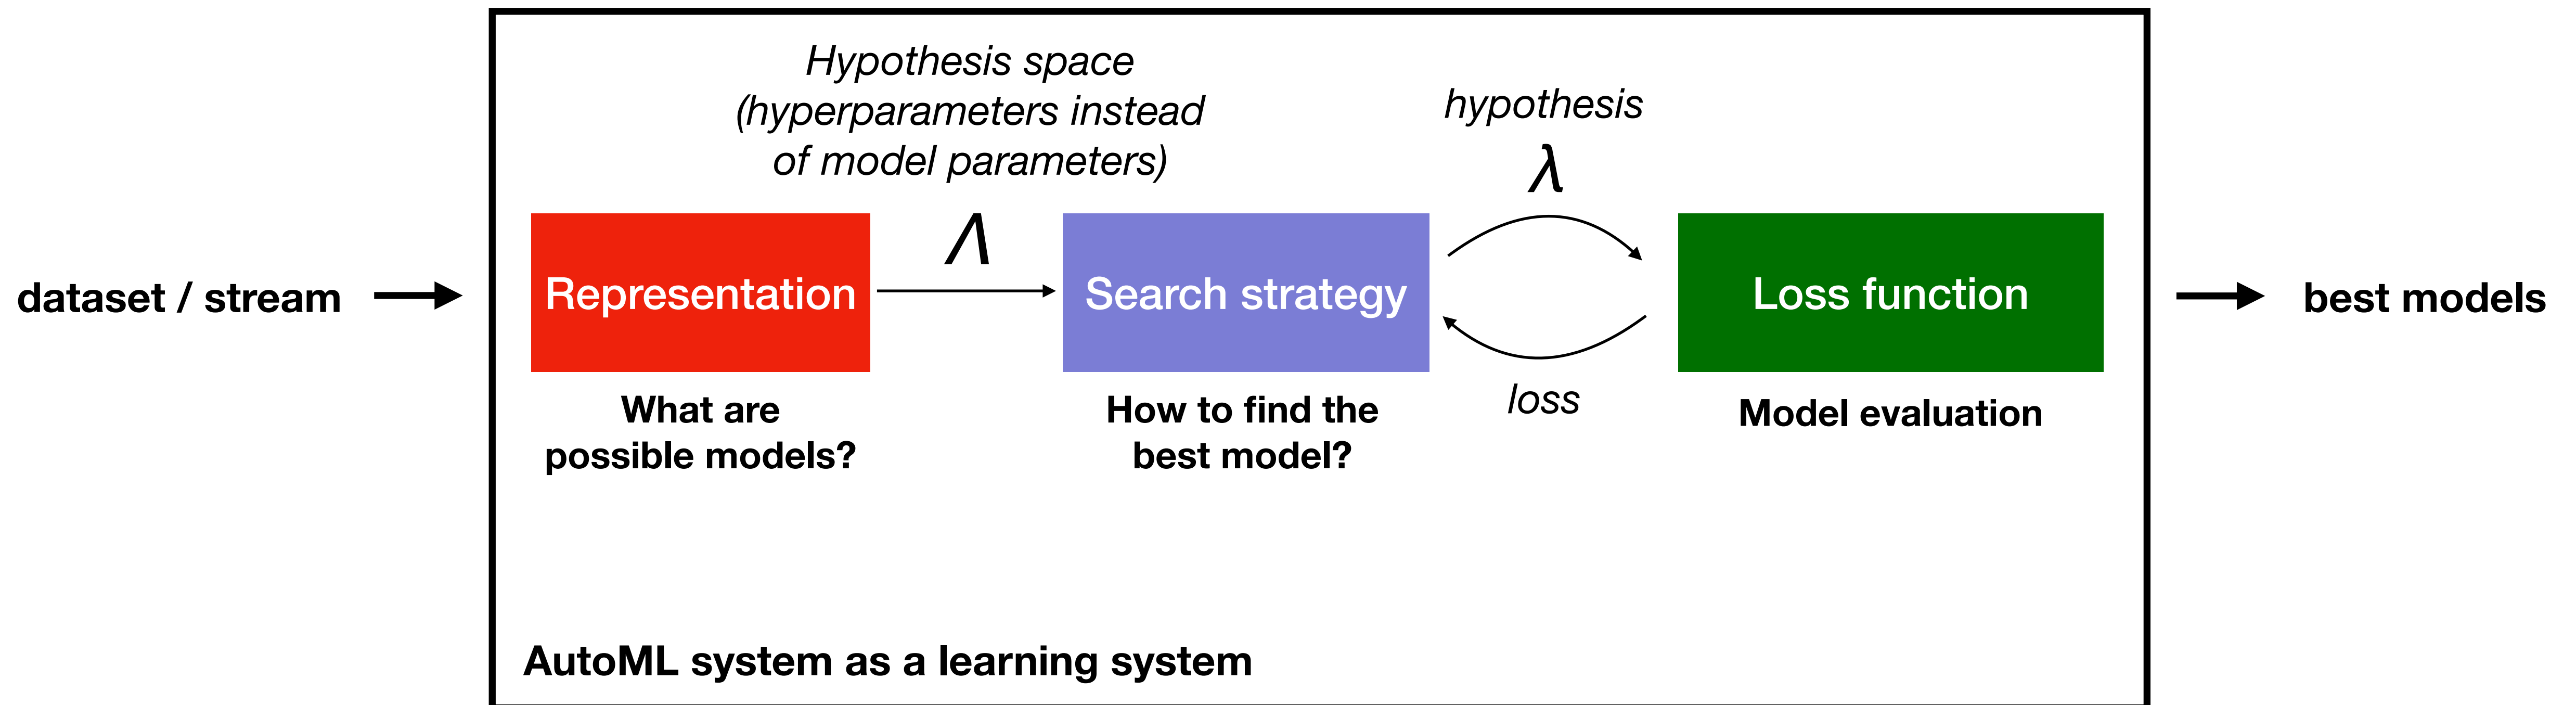 Hypothesis space
(hyperparameters instead
of model parameters)
hypothesis
λ
Λ
dataset / stream
Representation
Search strategy
Loss function
best models
What are
possible models?
How to find the
best model?
loss
Model evaluation
AutoML system as a learning system